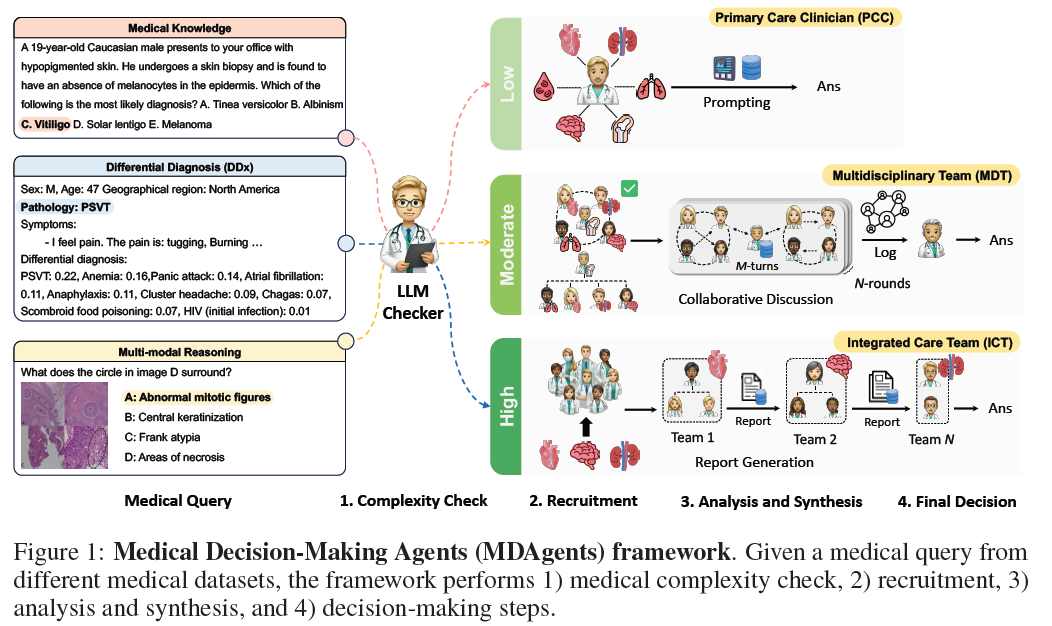 Medical Knowledge
A 19-year-old Caucasian male presents to your office with
hypopigmented skin. He undergoes a skin biopsy and is found to
have an absence of melanocytes in the epidermis. Which of the
following is the most likely diagnosis? A. Tinea versicolor B. Albinism
C. Vitiligo D. Solar lentigo E. Melanoma
Differential Diagnosis (DDx)
Sex: M, Age: 47 Geographical region: North America
Pathology: PSVT
Symptoms:
- I feel pain. The pain is: tugging, Burning ...
Differential diagnosis:
PSVT: 0.22, Anemia: 0.16,Panic attack: 0.14, Atrial fibrillation:
0.11, Anaphylaxis: 0.11, Cluster headache: 0.09, Chagas: 0.07,
Scombroid food poisoning: 0.07, HIV (initial infection): 0.01
Multi-modal Reasoning
What does the circle in image D surround?
A: Abnormal mitotic figures
B: Central keratinization
C: Frank atypia
D: Areas of necrosis
Medical Query
LLM
Checker
1. Complexity Check
Low
Primary Care Clinician (PCC)
Prompting
Ans
Moderate
Multidisciplinary Team (MDT)
M-turns
Collaborative Discussion
Log
N-rounds
Ans
High
Integrated Care Team (ICT)
Team 1
Report
Team 2
Report
Team N
Ans
Report Generation
2. Recruitment
3. Analysis and Synthesis
4. Final Decision
Figure 1: Medical Decision-Making Agents (MDAgents) framework. Given a medical query from
different medical datasets, the framework performs 1) medical complexity check, 2) recruitment, 3)
analysis and synthesis, and 4) decision-making steps.